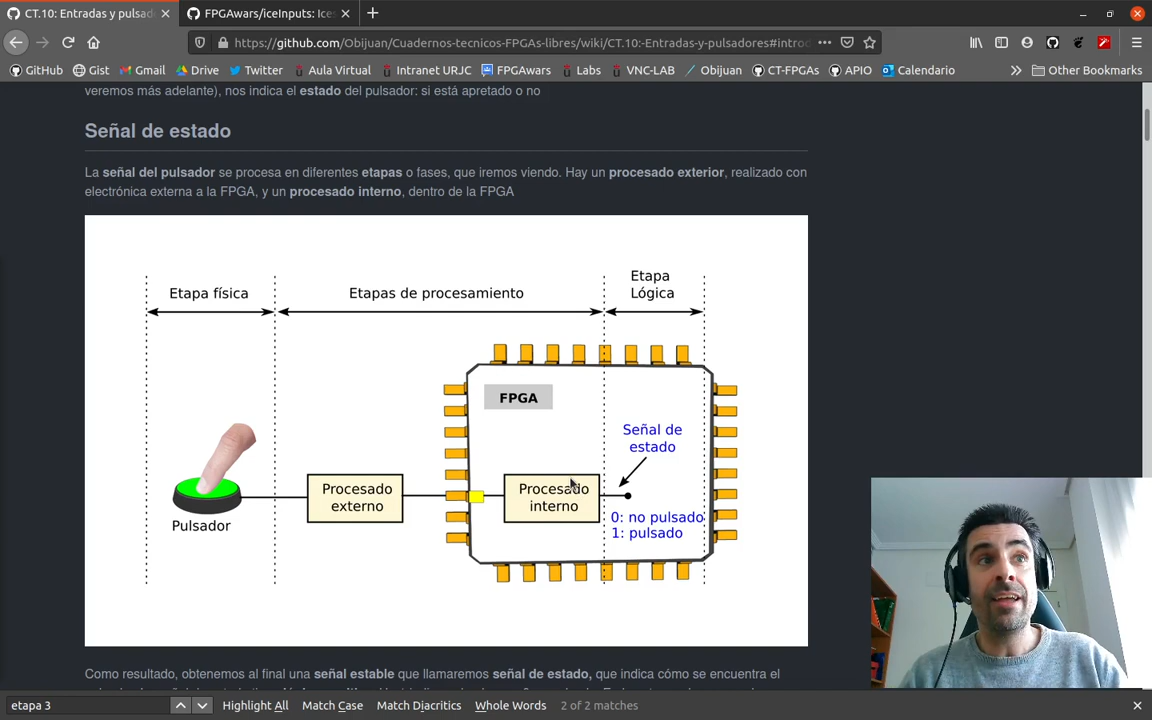 CT.10: Entradas y pulsad
FPGAwars/iceInputs: Ices
https://github.com/Obijuan/Cuadernos-tecnicos-FPGAs-libres/wiki/CT.10:-Entradas-y-pulsadores#introd
GitHub Gist Gmail Drive Twitter Aula Virtual Intranet URJC FPGAwars Labs VNC-LAB Obijuan CT-FPGAs APIO Calendario Other Bookmarks
veremos más adelante), nos indica el estado del pulsador: si está apretado o no
Señal de estado
La señal del pulsador se procesa en diferentes etapas o fases, que iremos viendo. Hay un procesado exterior, realizado con
electrónica externa a la FPGA, y un procesado interno, dentro de la FPGA
Etapa física
Etapas de procesamiento
Etapa
Lógica
FPGA
Señal de
estado
Procesado
externo
Procesado
interno
0: no pulsado
1: pulsado
Pulsador
Como resultado, obtenemos al final una señal estable que llamaremos señal de estado, que indica cómo se encuentra el
etapa 3
Highlight All Match Case Match Diacritics Whole Words 2 of 2 matches